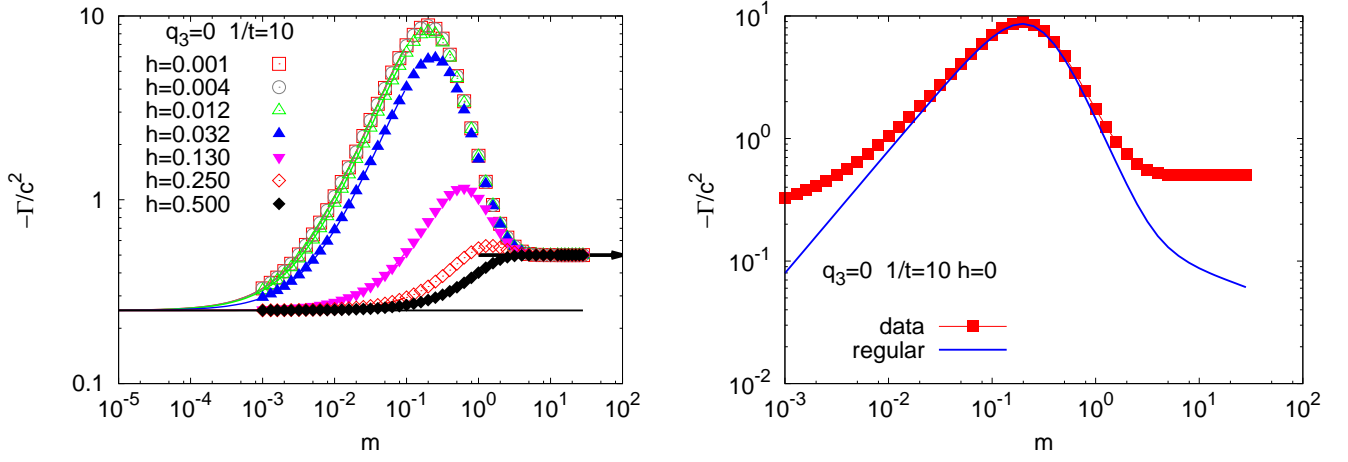 10
1
0.1
−Γ/c²
q₃=0 1/t=10
h=0.001
h=0.004
h=0.012
h=0.032
h=0.130
h=0.250
h=0.500
10⁻⁵ 10⁻⁴ 10⁻³ 10⁻² 10⁻¹ 10⁰ 10¹ 10²
m
10¹
10⁰
10⁻¹
10⁻²
−Γ/c²
q₃=0 1/t=10 h=0
data
regular
10⁻³ 10⁻² 10⁻¹ 10⁰ 10¹ 10²
m